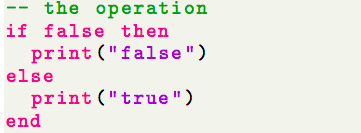 -- the operation
if false then
  print("false")
else
  print("true")
end